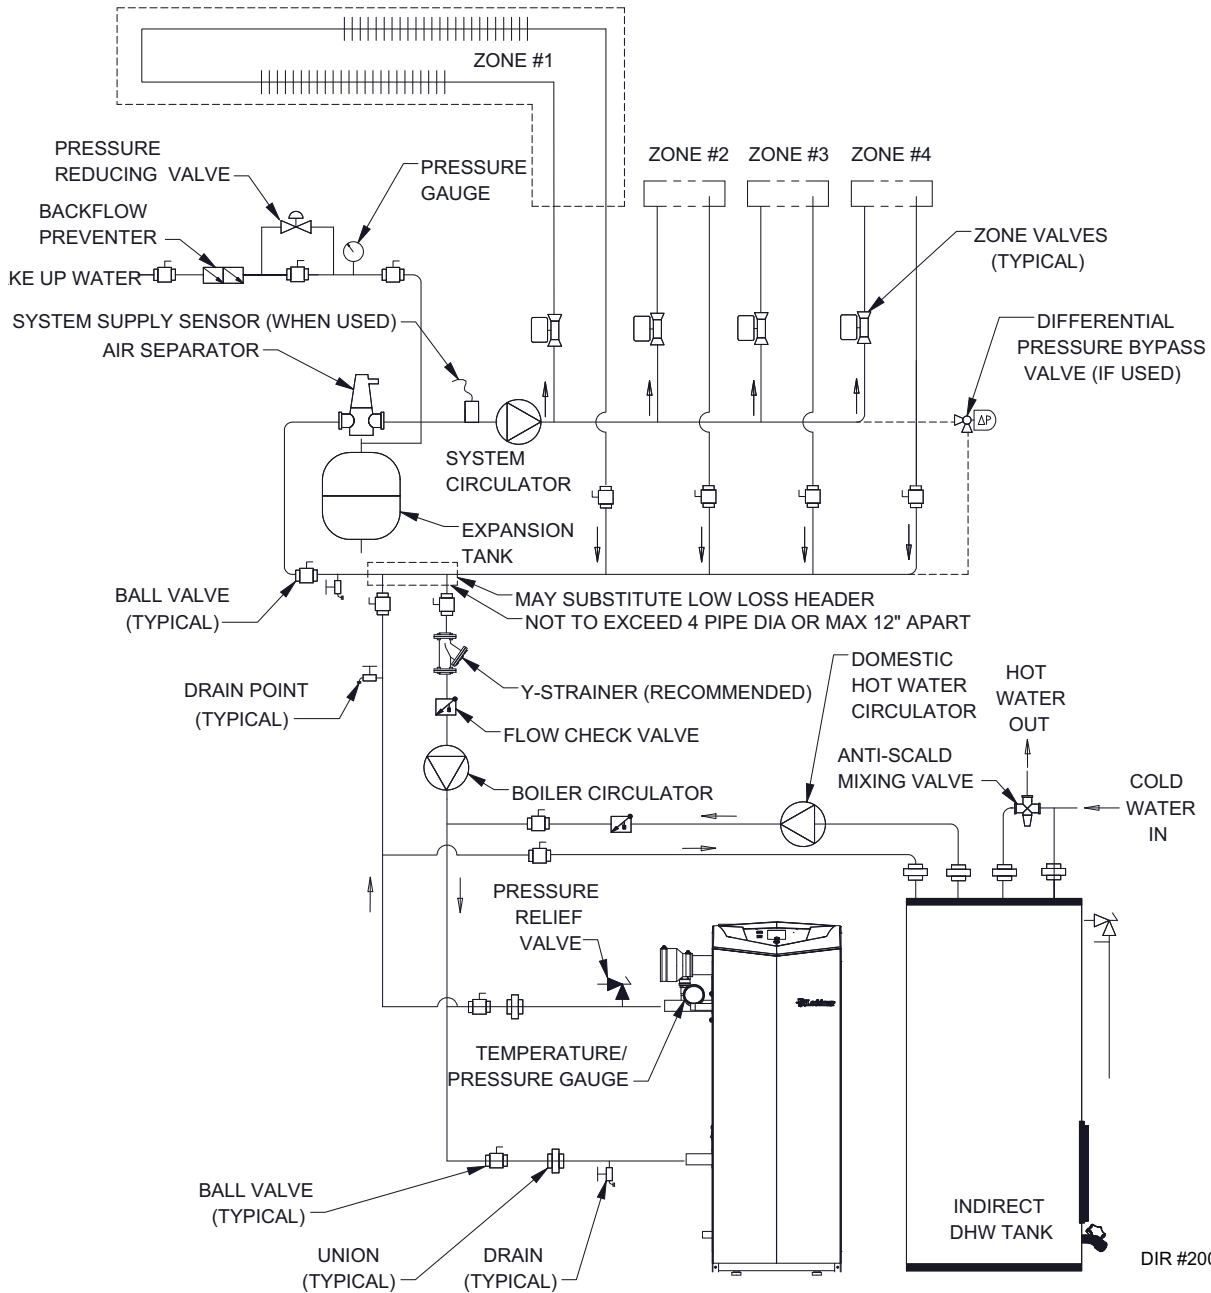 ZONE #1
PRESSURE
REDUCING VALVE
PRESSURE
GAUGE
ZONE #2
ZONE #3
ZONE #4
BACKFLOW
PREVENTER
ZONE VALVES
(TYPICAL)
KE UP WATER
SYSTEM SUPPLY SENSOR (WHEN USED)
AIR SEPARATOR
DIFFERENTIAL
PRESSURE BYPASS
VALVE (IF USED)
ΔP
SYSTEM
CIRCULATOR
EXPANSION
TANK
BALL VALVE
(TYPICAL)
MAY SUBSTITUTE LOW LOSS HEADER
NOT TO EXCEED 4 PIPE DIA OR MAX 12" APART
DRAIN POINT
(TYPICAL)
Y-STRAINER (RECOMMENDED)
DOMESTIC
HOT WATER
CIRCULATOR
HOT
WATER
OUT
FLOW CHECK VALVE
ANTI-SCALD
MIXING VALVE
BOILER CIRCULATOR
COLD
WATER
IN
PRESSURE
RELIEF
VALVE
TEMPERATURE/
PRESSURE GAUGE
BALL VALVE
(TYPICAL)
UNION
(TYPICAL)
DRAIN
(TYPICAL)
INDIRECT
DHW TANK
DIR #200